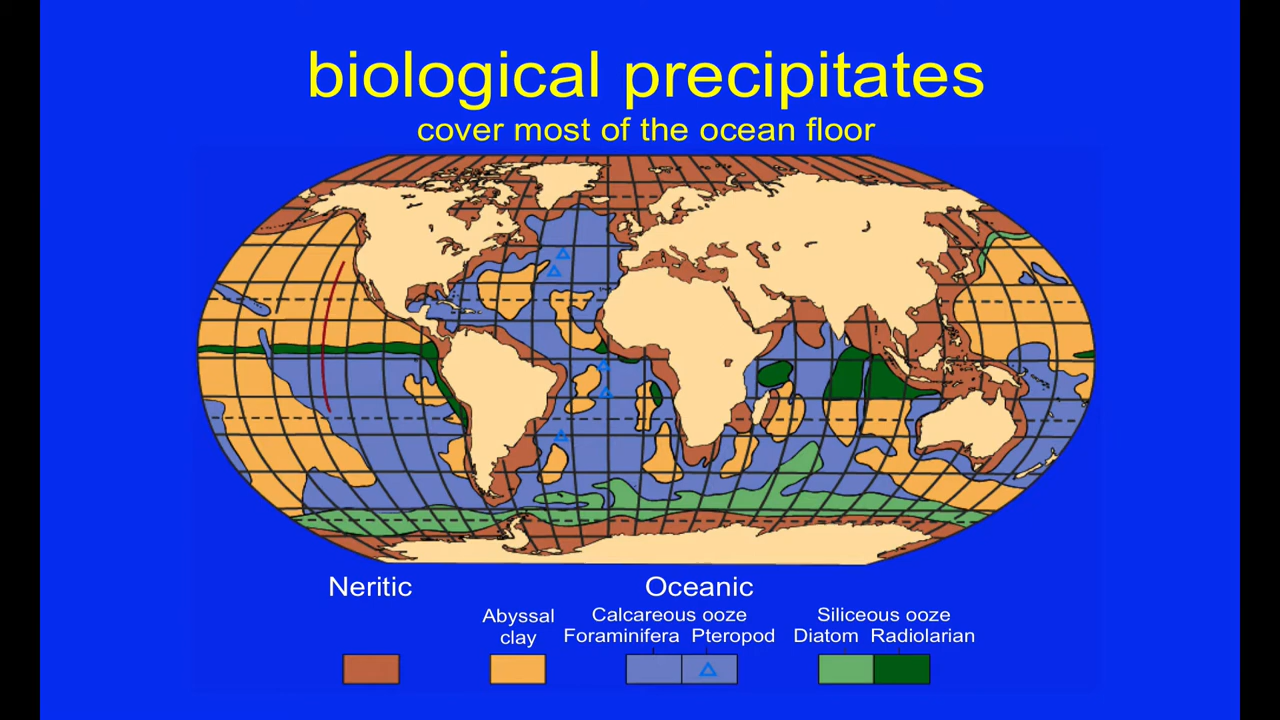 biological precipitates
cover most of the ocean floor
Neritic
Oceanic
Abyssal
clay
Calcareous ooze
Foraminifera Pteropod
Siliceous ooze
Diatom Radiolarian